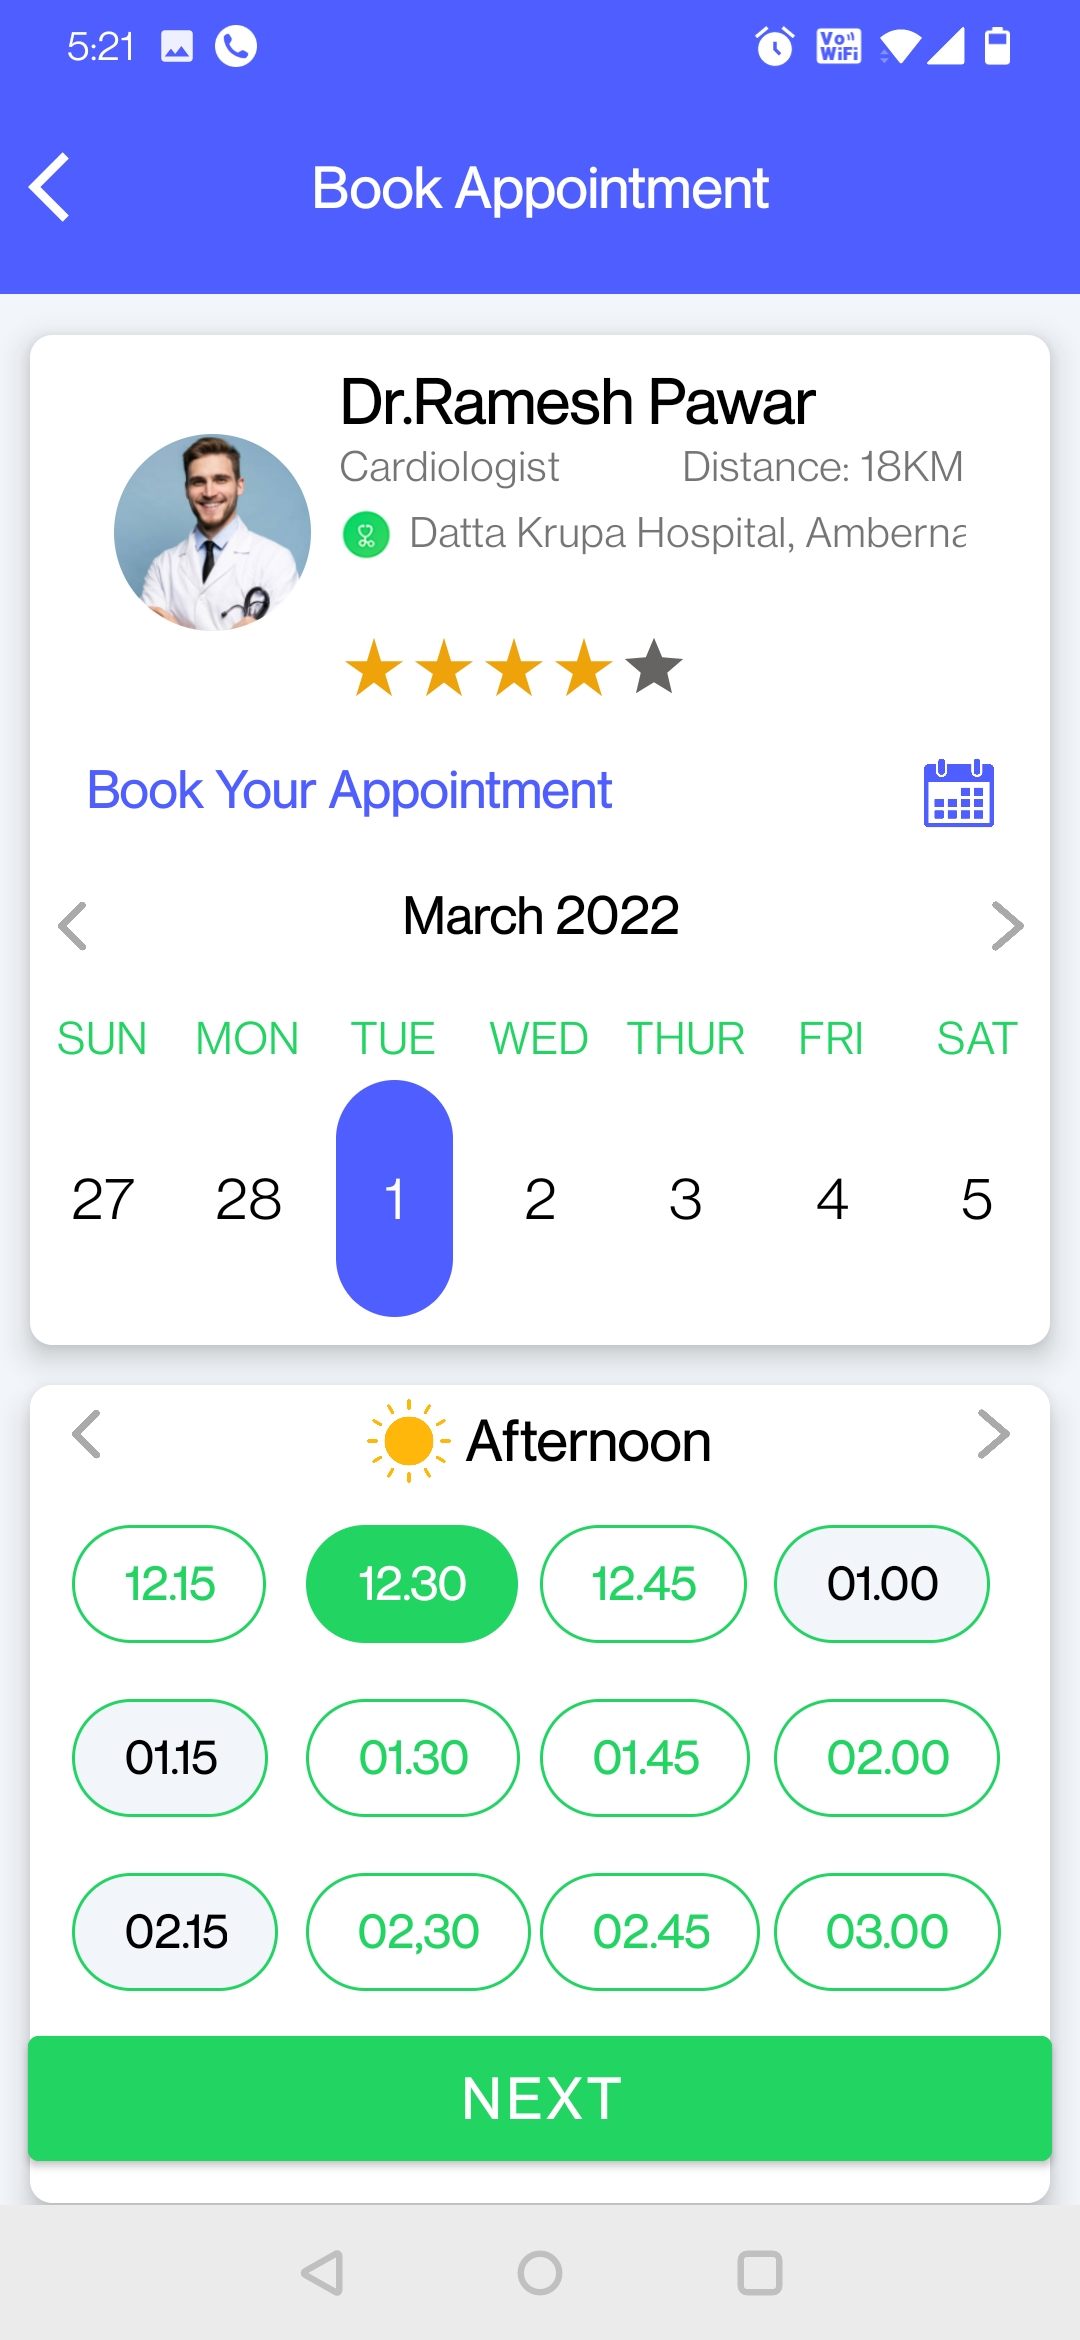 5:21
Vo)) WiFi
Book Appointment
Dr.Ramesh Pawar
Cardiologist Distance: 18KM
Datta Krupa Hospital, Amberna
Book Your Appointment
March 2022
SUN MON TUE WED THUR FRI SAT
27 28 1 2 3 4 5
Afternoon
12.15 12.30 12.45 01.00
01.15 01.30 01.45 02.00
02.15 02,30 02.45 03.00
NEXT